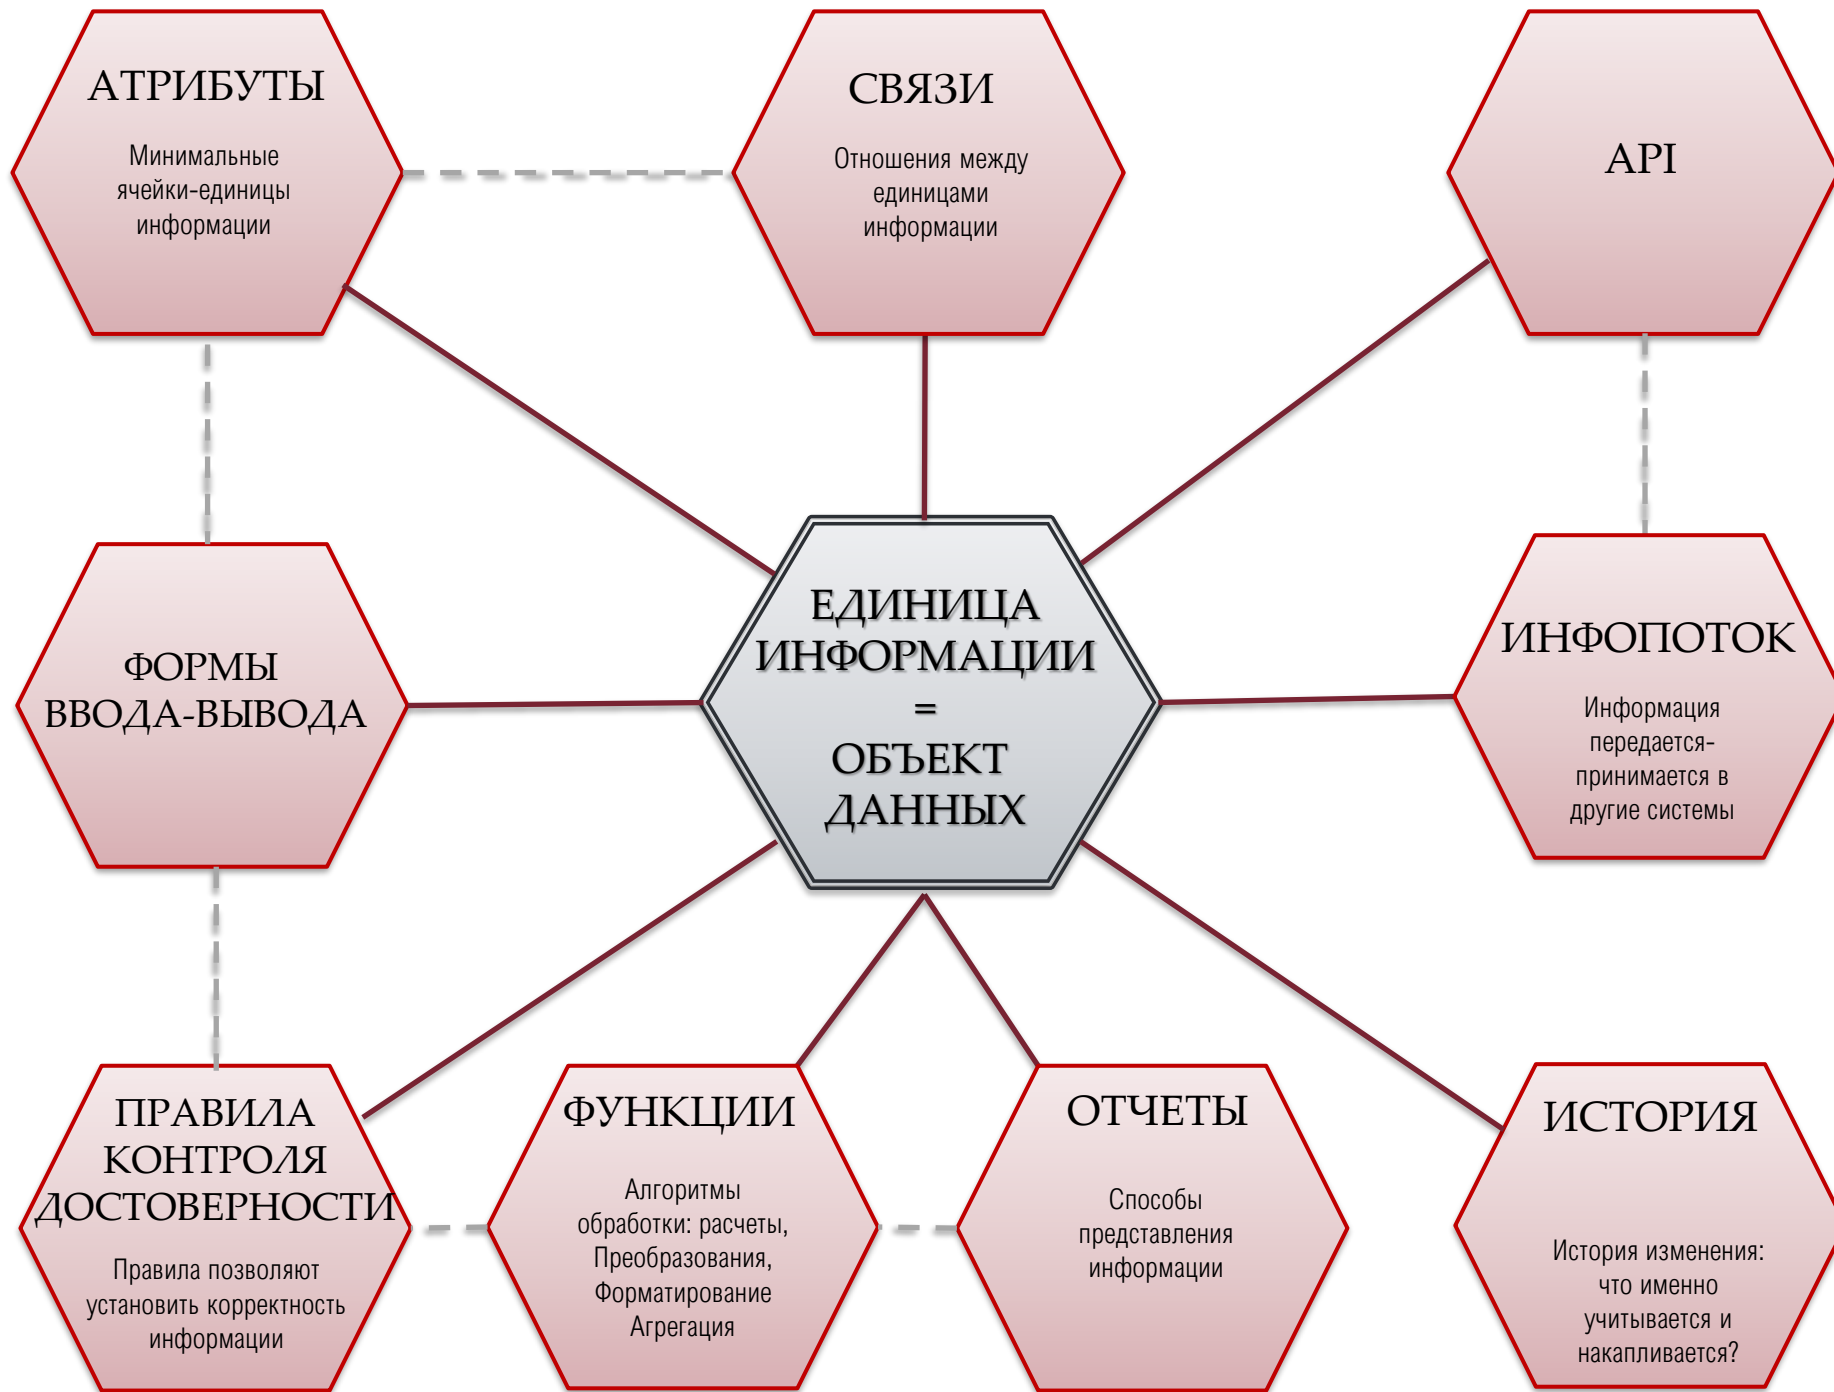 АТРИБУТЫ
Минимальные
ячейки-единицы
информации
СВЯЗИ
Отношения между
единицами
информации
API
ФОРМЫ
ВВОДА-ВЫВОДА
ЕДИНИЦА
ИНФОРМАЦИИ
=
ОБЪЕКТ
ДАННЫХ
ИНФОПОТОК
Информация
передается-
принимается в
другие системы
ПРАВИЛА
КОНТРОЛЯ
ДОСТОВЕРНОСТИ
Правила позволяют
установить корректность
информации
ФУНКЦИИ
Алгоритмы
обработки: расчеты,
Преобразования,
Форматирование
Агрегация
ОТЧЕТЫ
Способы
представления
информации
ИСТОРИЯ
История изменения:
что именно
учитывается и
накапливается?